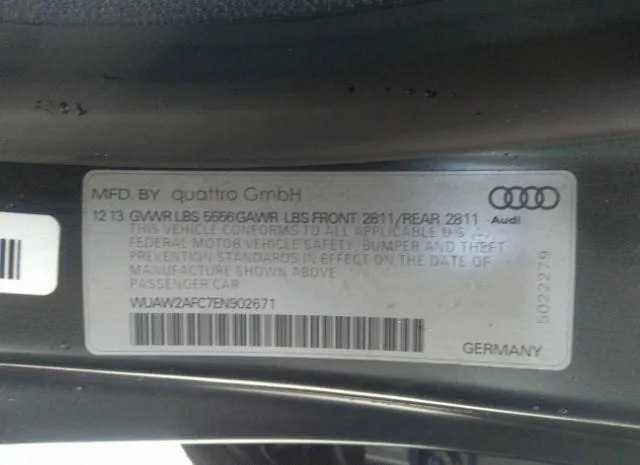 MFD. BY quattro GmbH
12 13 GVWR LBS 5556 GAWR LBS FRONT 2811/REAR 2811
THIS VEHICLE CONFORMS TO ALL APPLICABLE U.S.
FEDERAL MOTOR VEHICLE SAFETY, BUMPER AND THEFT
PREVENTION STANDARDS IN EFFECT ON THE DATE OF
MANUFACTURE SHOWN ABOVE
PASSENGER CAR
WUAW2AFC7EN902671
GERMANY
Audi
5022279